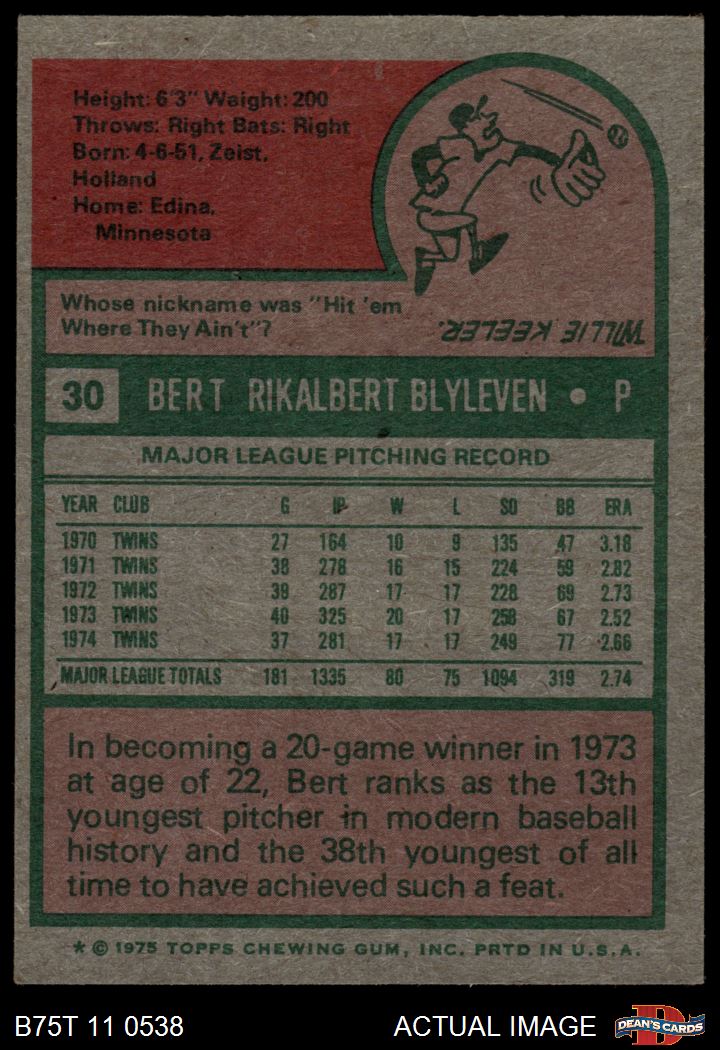 Height: 6'3" Weight: 200
Throws: Right Bats: Right
Born: 4-6-51, Zeist,
Holland
Home: Edina,
Minnesota
Whose nickname was "Hit 'em
Where They Ain't"?
WILLIE KEELER.
30 BERT RIKALBERT BLYLEVEN • P
MAJOR LEAGUE PITCHING RECORD
YEAR CLUB G IP W L SO BB ERA
1970 TWINS 27 164 10 9 135 47 3.18
1971 TWINS 38 278 16 15 224 59 2.82
1972 TWINS 39 287 17 17 228 69 2.73
1973 TWINS 40 325 20 17 258 67 2.52
1974 TWINS 37 281 17 17 249 77 2.66
MAJOR LEAGUE TOTALS 181 1335 80 75 1094 319 2.74
In becoming a 20-game winner in 1973
at age of 22, Bert ranks as the 13th
youngest pitcher in modern baseball
history and the 38th youngest of all
time to have achieved such a feat.
* © 1975 TOPPS CHEWING GUM, INC. PRTD IN U.S.A.
B75T 11 0538 ACTUAL IMAGE DEAN'S CARDS